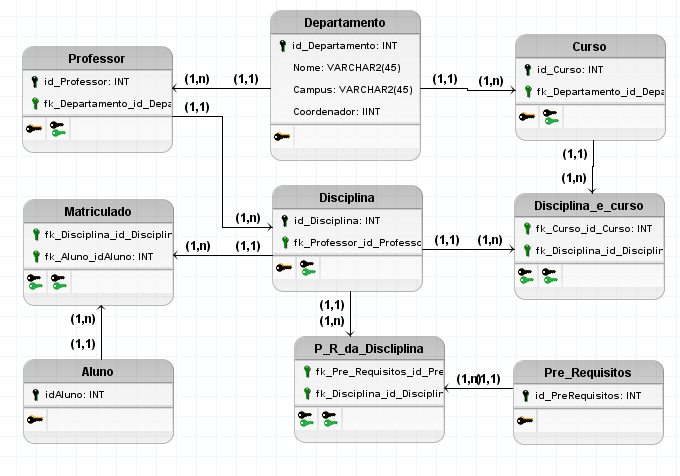 Departamento
id_Departamento: INT
Nome: VARCHAR2(45)
Campus: VARCHAR2(45)
Coordenador: IINT
Professor
id_Professor: INT
fk_Departamento_id_Depa
Curso
id_Curso: INT
fk_Departamento_id_Depa
(1,n)
(1,1)
(1,1)
(1,n)
(1,1)
(1,1)
(1,n)
Matriculado
fk_Disciplina_id_Disciplin
fk_Aluno_idAluno: INT
Disciplina
id_Disciplina: INT
fk_Professor_id_Professo
Disciplina_e_curso
fk_Curso_id_Curso: INT
fk_Disciplina_id_Disciplin
(1,n)
(1,n)
(1,1)
(1,1)
(1,n)
(1,n)
(1,1)
(1,1)
(1,n)
Aluno
idAluno: INT
P_R_da_Discliplina
fk_Pre_Requisitos_id_Pre
fk_Disciplina_id_Disciplin
(1,n)
(1,1)
Pre_Requisitos
id_PreRequisitos: INT